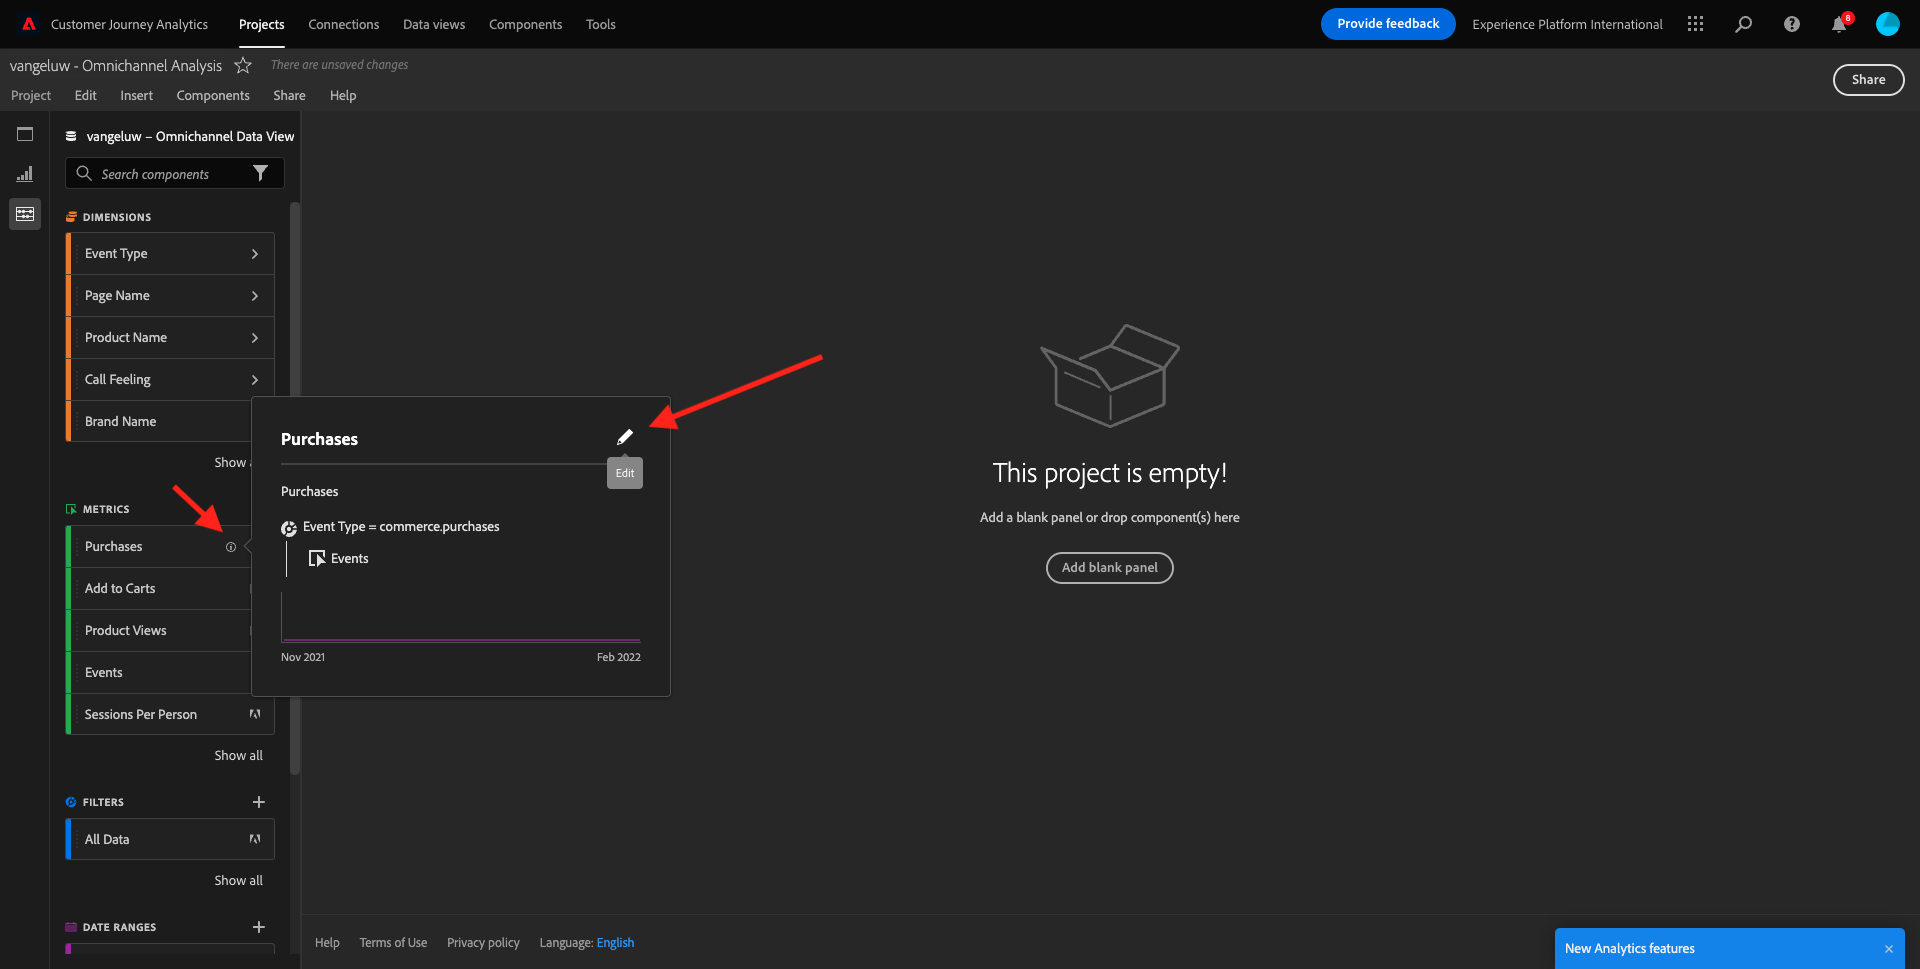 Customer Journey Analytics
Projects
Connections
Data views
Components
Tools
Provide feedback
Experience Platform International
8
vangeluw - Omnichannel Analysis
There are unsaved changes
Share
Project
Edit
Insert
Components
Share
Help
vangeluw – Omnichannel Data View
Search components
DIMENSIONS
Event Type
Page Name
Product Name
Call Feeling
Brand Name
Show
METRICS
Purchases
Add to Carts
Product Views
Events
Sessions Per Person
Show all
FILTERS
All Data
Show all
DATE RANGES
Purchases
Edit
Purchases
Event Type = commerce.purchases
Events
Nov 2021
Feb 2022
This project is empty!
Add a blank panel or drop component(s) here
Add blank panel
Help
Terms of Use
Privacy policy
Language: English
New Analytics features